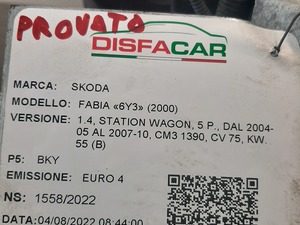 PROVATO
DISFACAR
MARCA: SKODA
MODELLO: FABIA «6Y3» (2000)
VERSIONE: 1.4, STATION WAGON, 5 P., DAL 2004-
05 AL 2007-10, CM3 1390, CV 75, KW.
55 (B)
P5: BKY
EMISSIONE: EURO 4
NS: 1558/2022
DATA: 04/08/2022 08:44:00